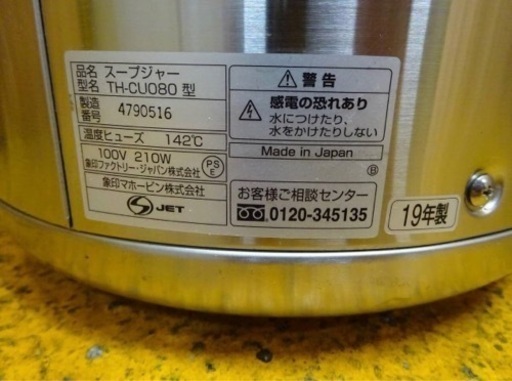 品名 スープジャー
型名 TH-CU080 型
製造番号 4790516
温度ヒューズ 142℃
100V 210W
象印ファクトリー・ジャパン株式会社
PSE
象印マホービン株式会社
S JET
⚠ 警告
感電の恐れあり
水につけたり、
水をかけたりしない
Made in Japan
B
お客様ご相談センター
0120-345135
19年製